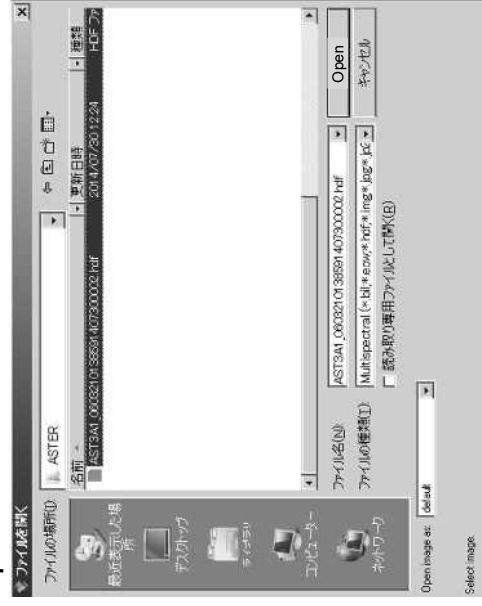 ファイルを開く
ファイルの場所(I):
ASTER
名前
更新日時
種類
AST3A1_0603210138591407300002.hdf
2014/07/30 12:24
HDF ファ
最近表示した場所
デスクトップ
ライブラリ
コンピューター
ネットワーク
ファイル名(N):
AST3A1_0603210138591407300002.hdf
Open
ファイルの種類(T):
Multispectral (*.bil;*.ecw;*.hdf;*.img*.jpg*.jp2
キャンセル
読み取り専用ファイルとして開く(R)
Open image as:
default
Select image.